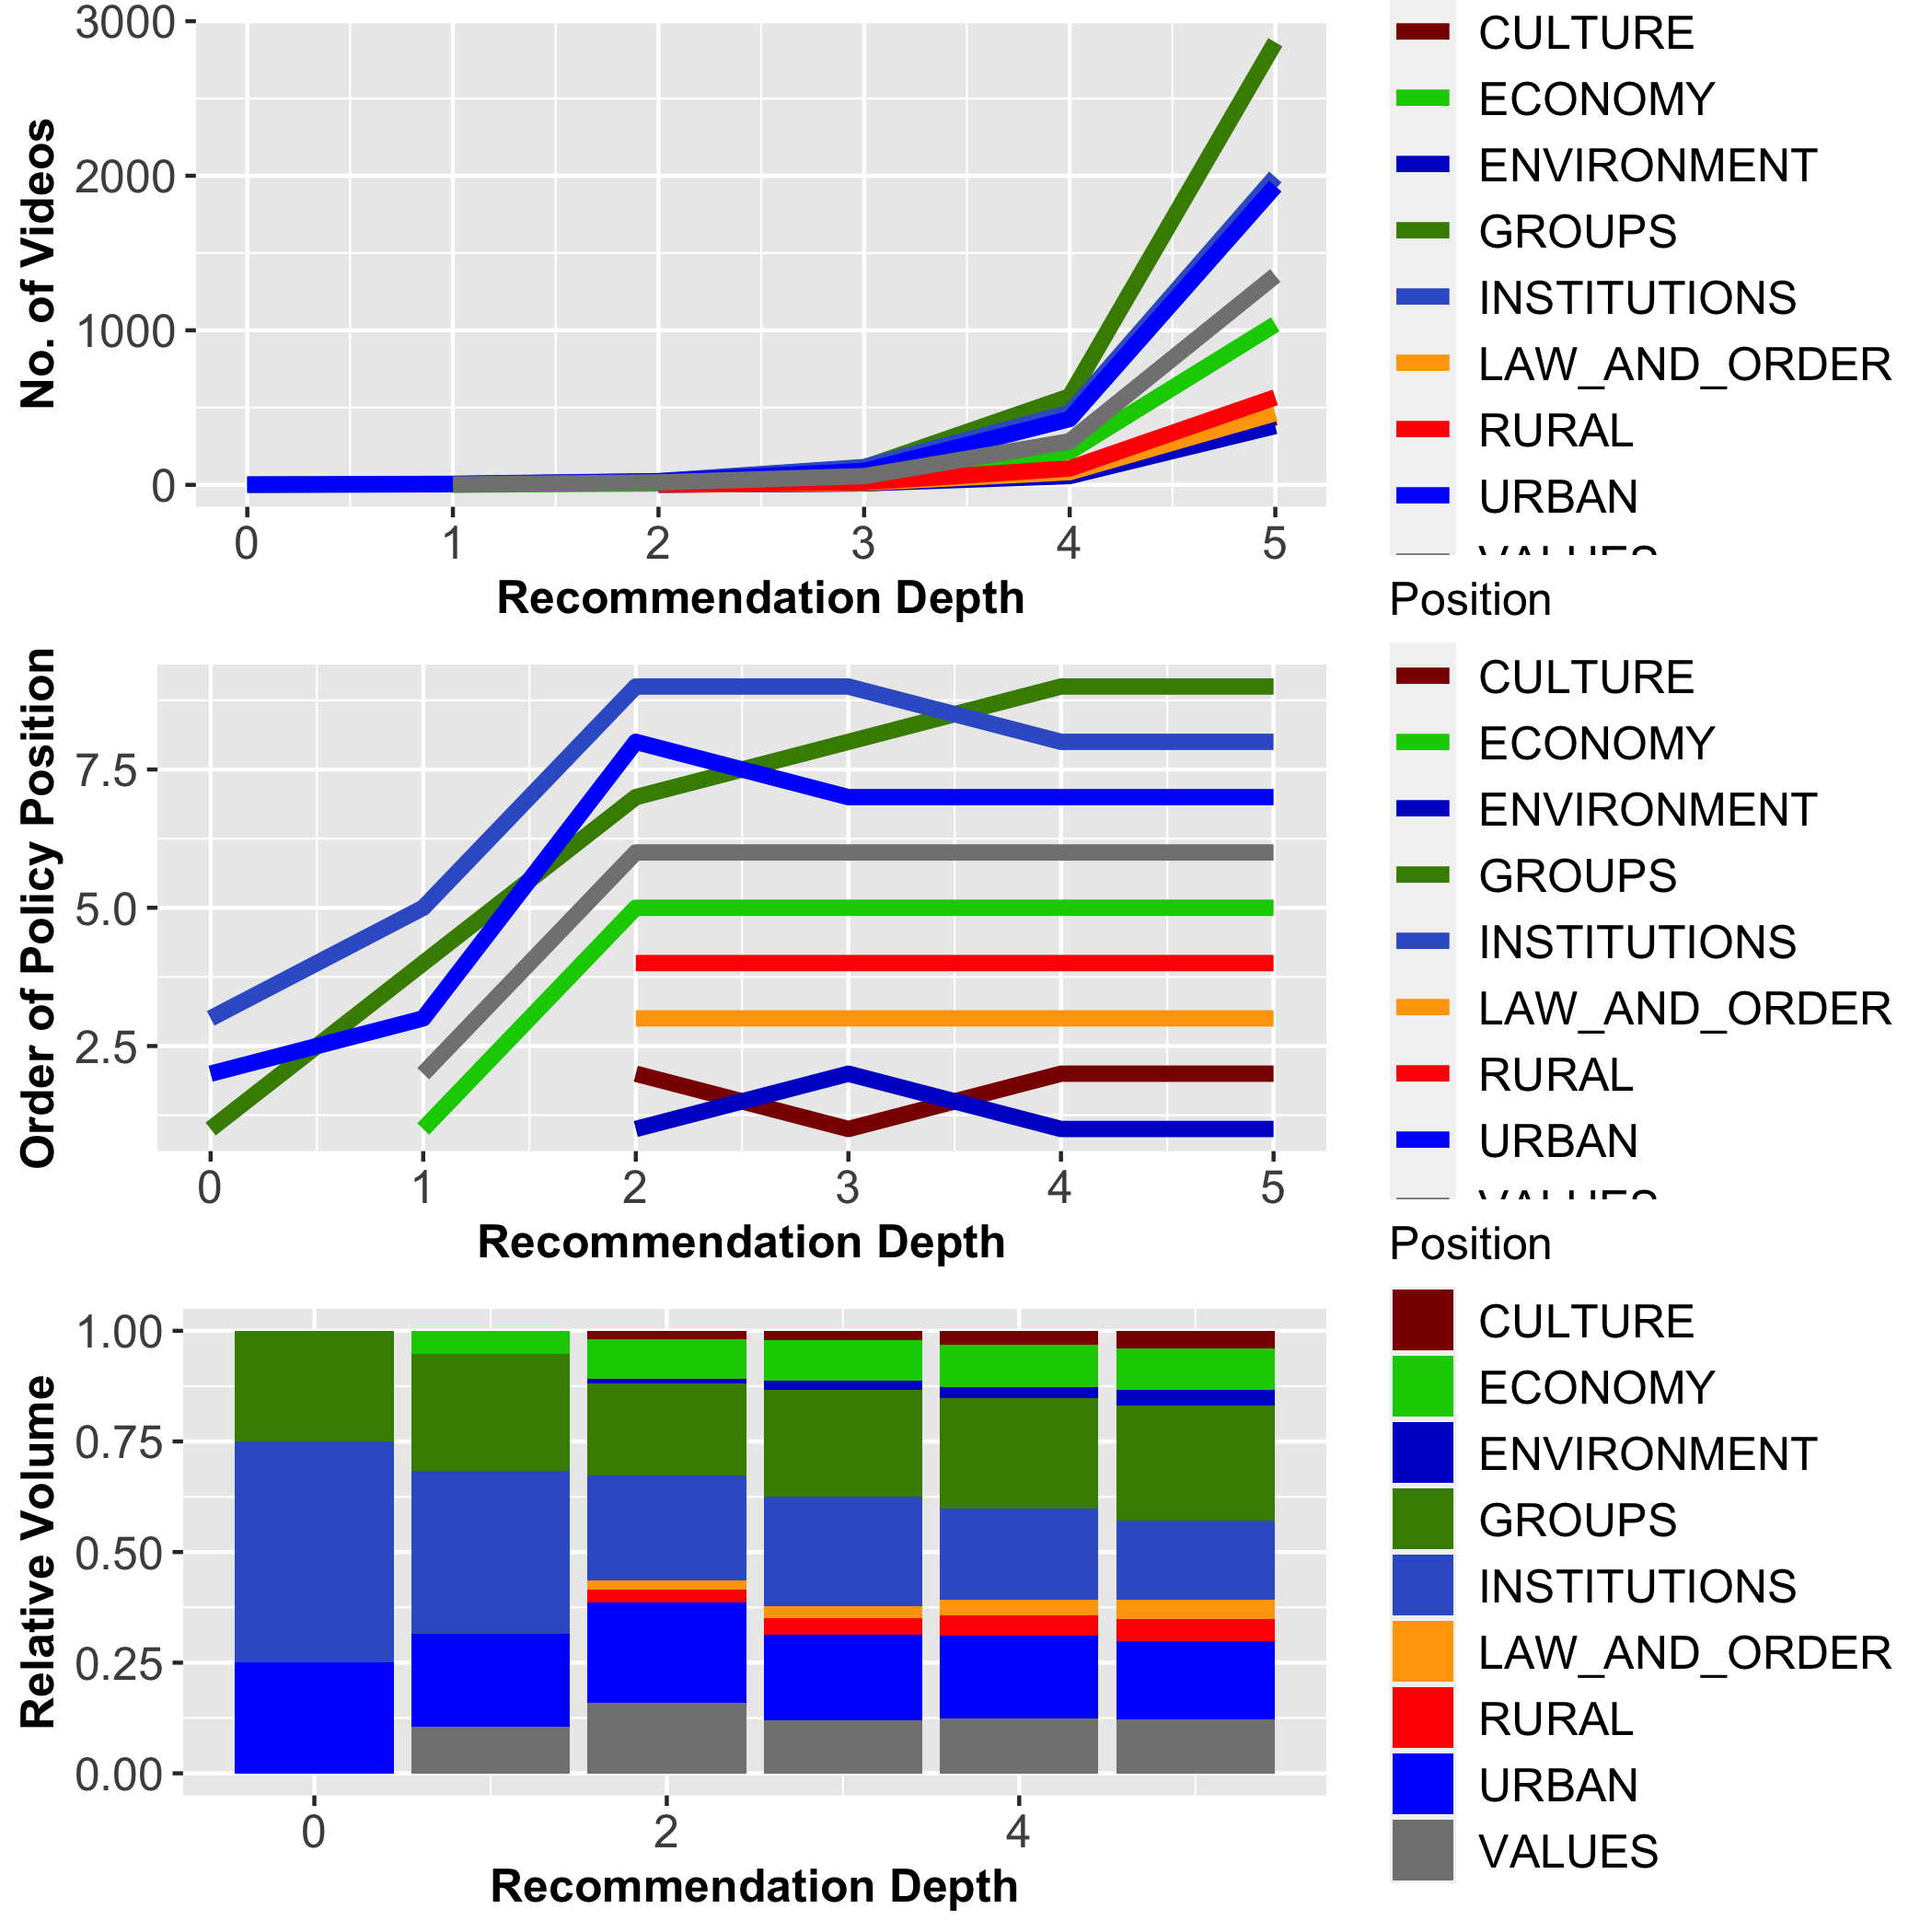 3000
2000
1000
0
No. of Videos
0 1 2 3 4 5
Recommendation Depth
CULTURE
ECONOMY
ENVIRONMENT
GROUPS
INSTITUTIONS
LAW_AND_ORDER
RURAL
URBAN
VALUES
Position
7.5
5.0
2.5
Order of Policy Position
0 1 2 3 4 5
Recommendation Depth
CULTURE
ECONOMY
ENVIRONMENT
GROUPS
INSTITUTIONS
LAW_AND_ORDER
RURAL
URBAN
VALUES
Position
1.00
0.75
0.50
0.25
0.00
Relative Volume
0 2 4
Recommendation Depth
CULTURE
ECONOMY
ENVIRONMENT
GROUPS
INSTITUTIONS
LAW_AND_ORDER
RURAL
URBAN
VALUES